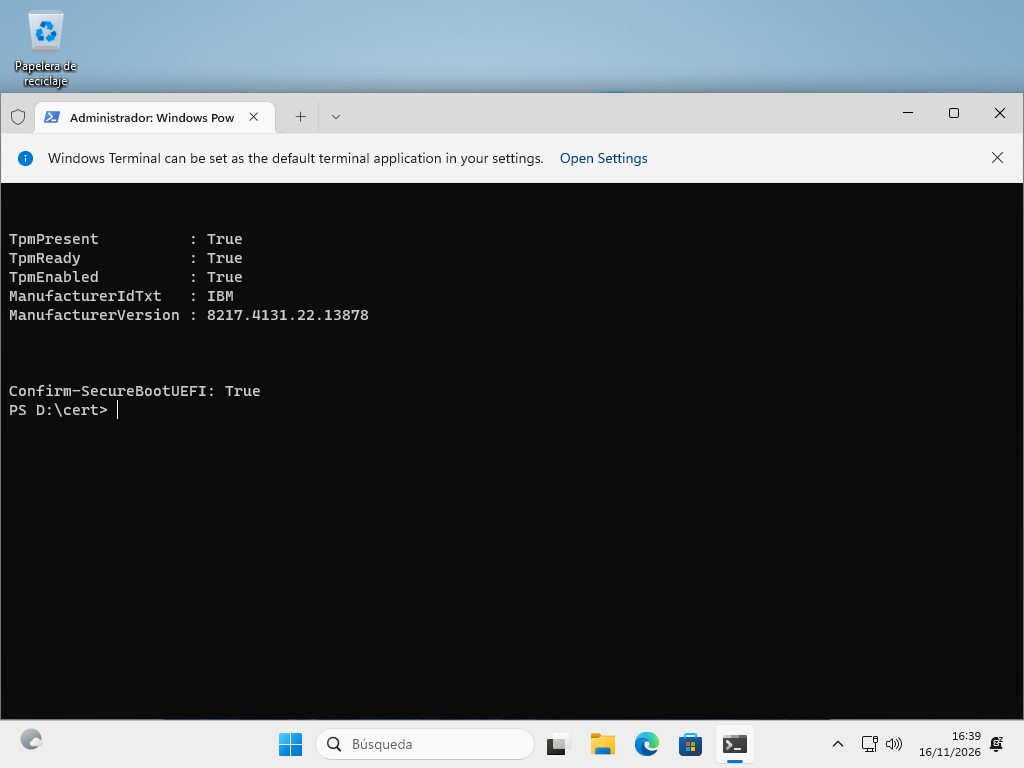 Papelera de
reciclaje
Administrador: Windows Pow
Windows Terminal can be set as the default terminal application in your settings. Open Settings
TpmPresent : True
TpmReady : True
TpmEnabled : True
ManufacturerIdTxt : IBM
ManufacturerVersion : 8217.4131.22.13878
Confirm-SecureBootUEFI: True
PS D:\cert>
Búsqueda
16:39
16/11/2026